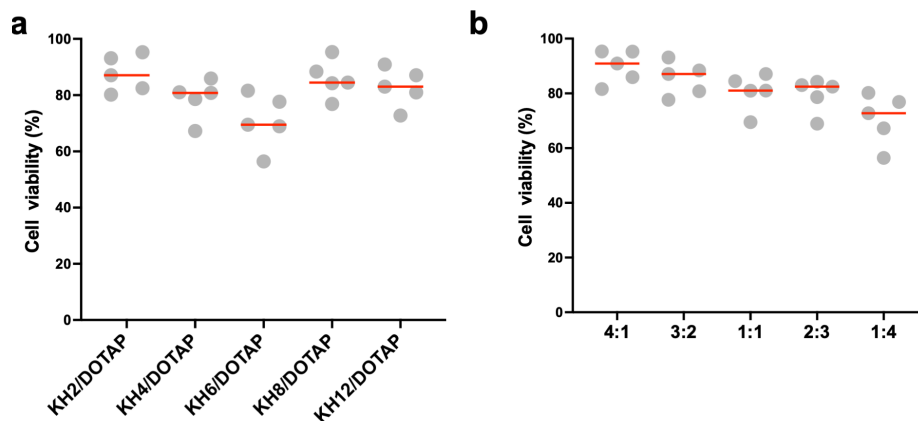 a
Cell viability (%)
100
80
60
40
20
0
KH2/DOTAP
KH4/DOTAP
KH6/DOTAP
KH8/DOTAP
KH12/DOTAP
b
Cell viability (%)
100
80
60
40
20
0
4:1
3:2
1:1
2:3
1:4